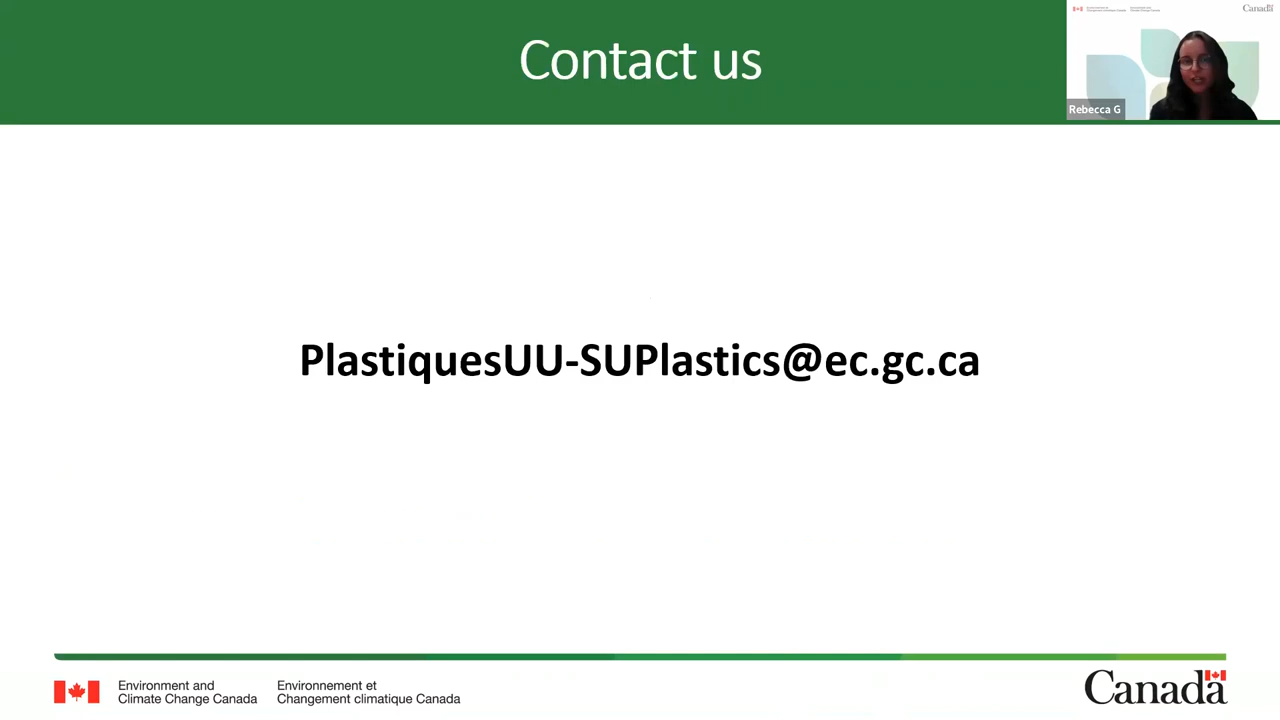 Contact us
Canada
Rebecca G
PlastiquesUU-SUPlastics@ec.gc.ca
Environment and
Climate Change Canada
Environnement et
Changement climatique Canada
Canada